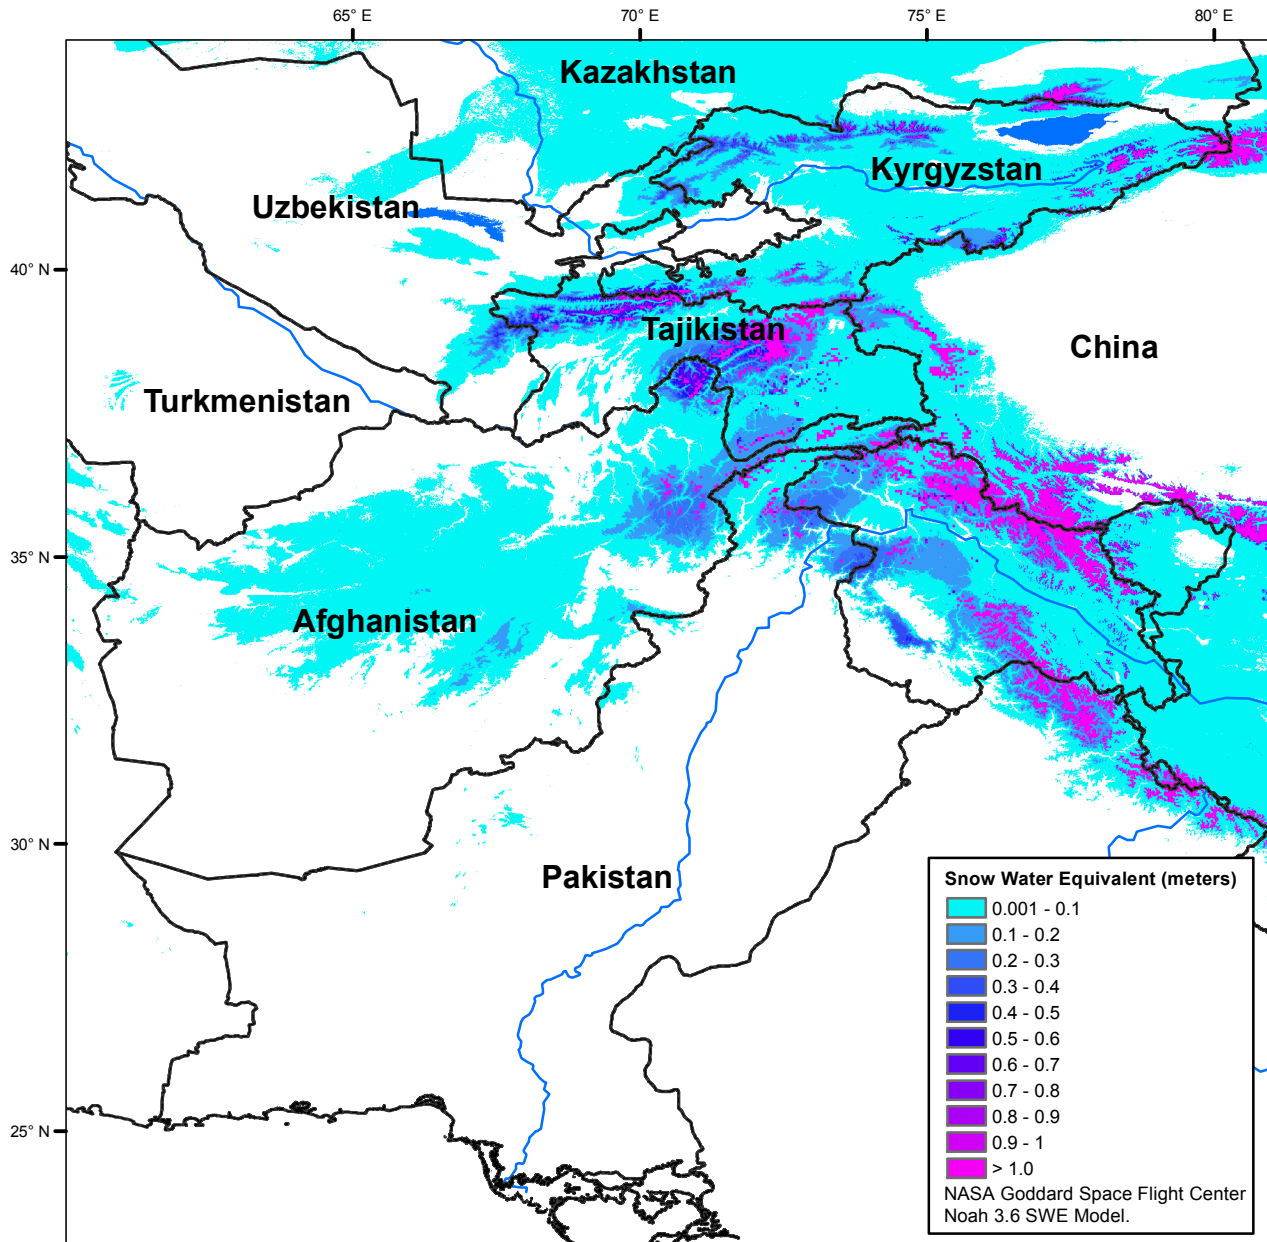 65° E
70° E
75° E
80° E
Kazakhstan
Kyrgyzstan
Uzbekistan
40° N
Tajikistan
China
Turkmenistan
35° N
Afghanistan
30° N
Pakistan
25° N
Snow Water Equivalent (meters)
0.001 - 0.1
0.1 - 0.2
0.2 - 0.3
0.3 - 0.4
0.4 - 0.5
0.5 - 0.6
0.6 - 0.7
0.7 - 0.8
0.8 - 0.9
0.9 - 1
> 1.0
NASA Goddard Space Flight Center
Noah 3.6 SWE Model.